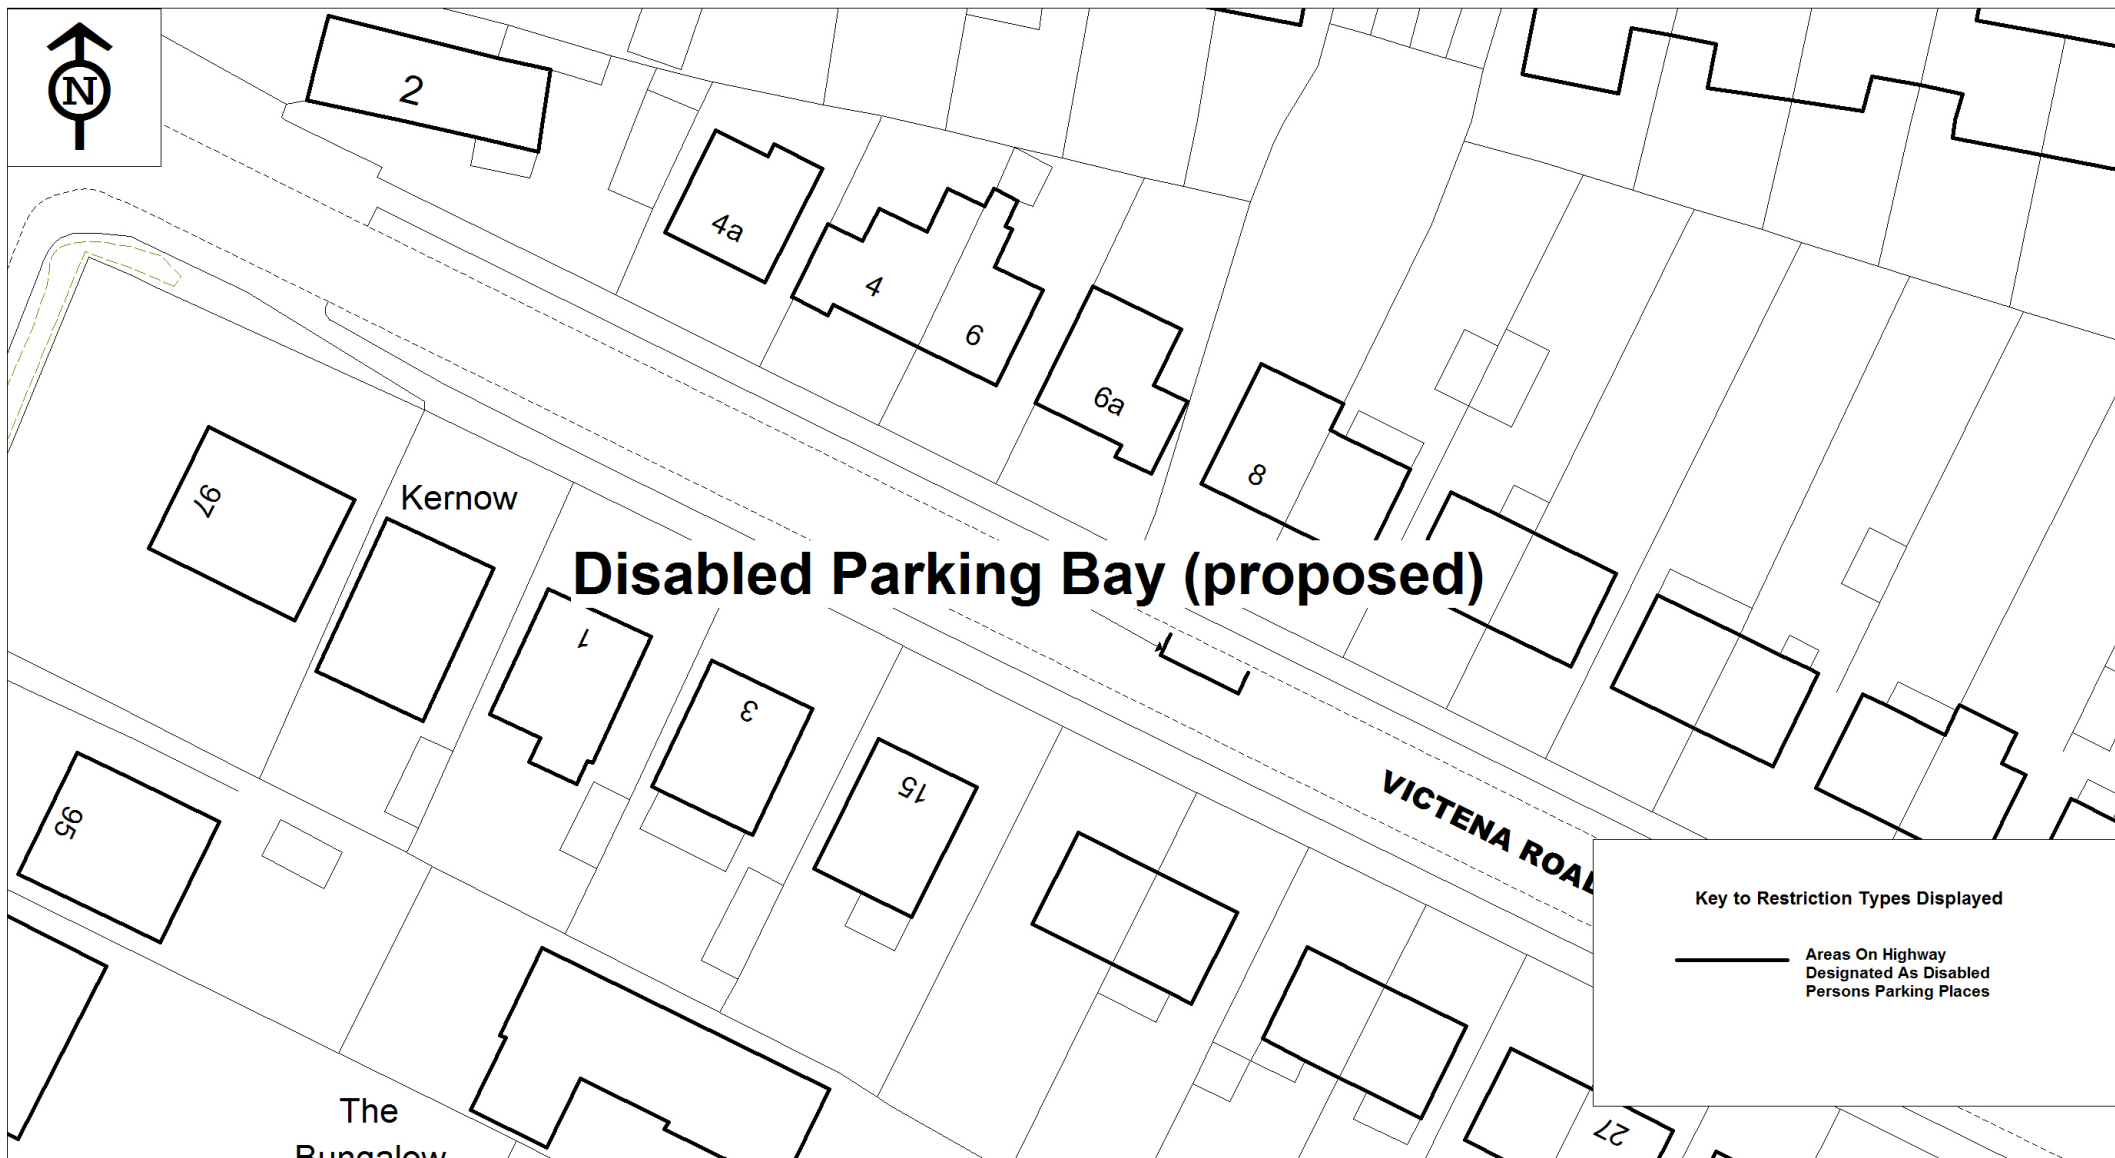 N
2
4a
4
6
6a
8
97
Kernow
Disabled Parking Bay (proposed)
1
3
15
95
VICTENA ROAD
Key to Restriction Types Displayed
Areas On Highway
Designated As Disabled
Persons Parking Places
The
Bungalow
27